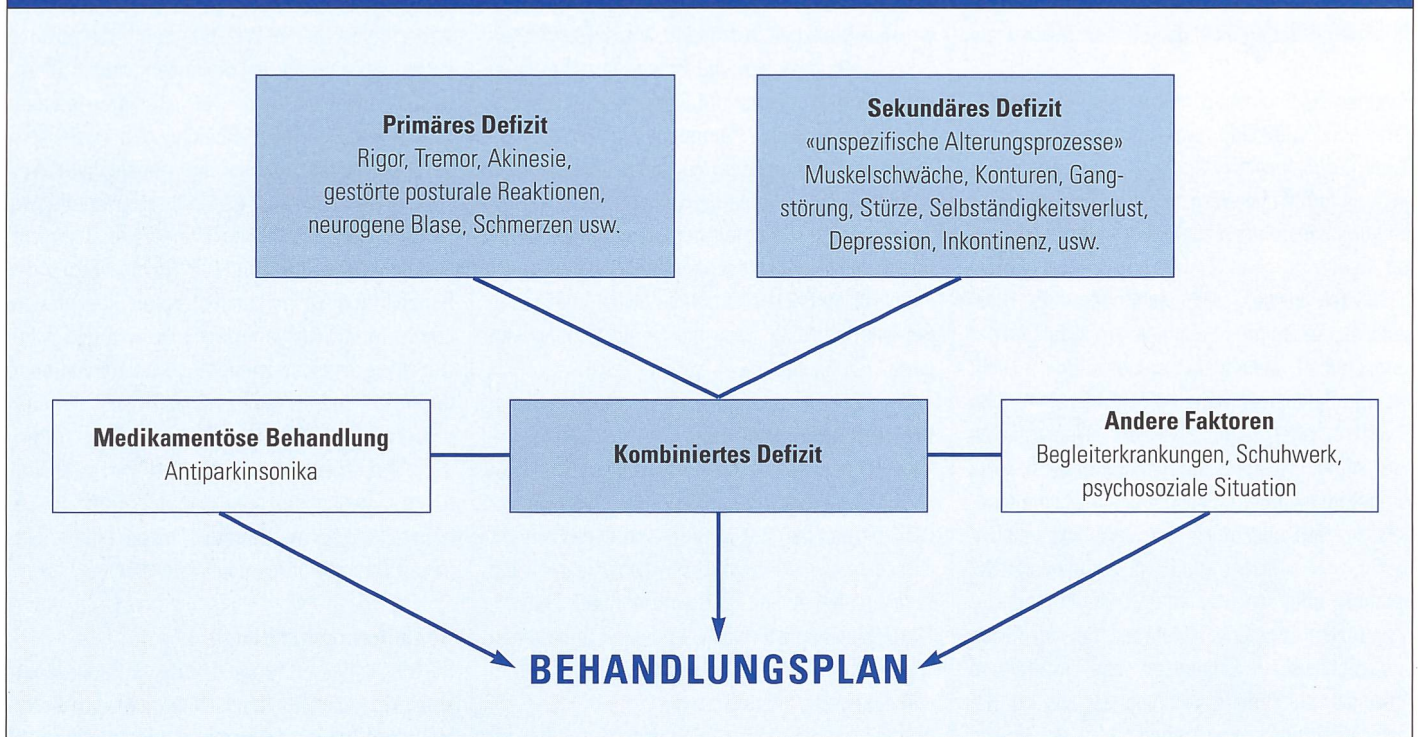 Primäres Defizit
Rigor, Tremor, Akinesie,
gestörte posturale Reaktionen,
neurogene Blase, Schmerzen usw.
Sekundäres Defizit
«unspezifische Alterungsprozesse»
Muskelschwäche, Konturen, Gang-
störung, Stürze, Selbständigkeitsverlust,
Depression, Inkontinenz, usw.
Medikamentöse Behandlung
Antiparkinsonika
Kombiniertes Defizit
Andere Faktoren
Begleiterkrankungen, Schuhwerk,
psychosoziale Situation
BEHANDLUNGSPLAN